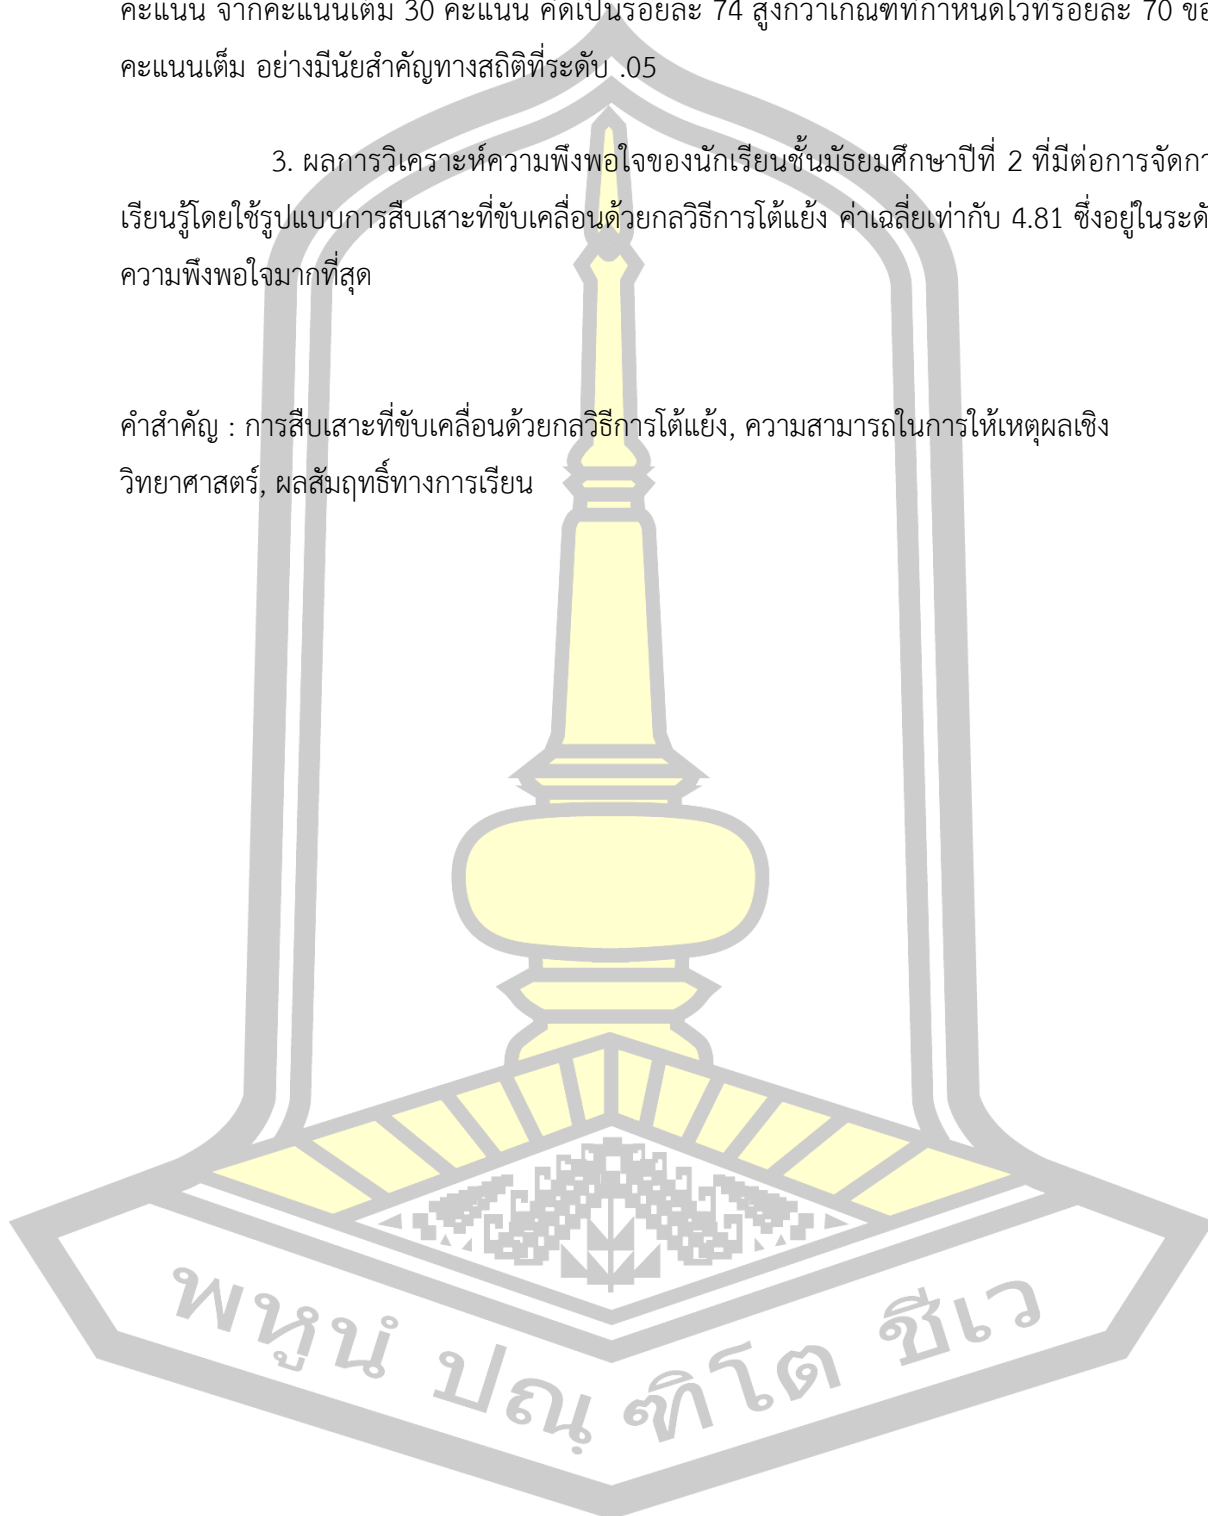 คะแนน จากคะแนนเต็ม 30 คะแนน คิดเป็นร้อยละ 74 สูงกว่าเกณฑ์ที่กำหนดไว้ที่ร้อยละ 70
คะแนนเต็ม อย่างมีนัยสำคัญทางสถิติที่ระดับ .05
3. ผลการวิเคราะห์ความพึงพอใจของนักเรียนชั้นมัธยมศึกษาปีที่ 2 ที่มีต่อการจัดกา
เรียนรู้โดยใช้รูปแบบการสืบเสาะที่ขับเคลื่อนด้วยกลวิธีการโต้แย้ง ค่าเฉลี่ยเท่ากับ 4.81 ซึ่งอยู่ในระดั
ความพึงพอใจมากที่สุด
คำสำคัญ : การสืบเสาะที่ขับเคลื่อนด้วยกลวิธีการโต้แย้ง, ความสามารถในการให้เหตุผลเชิง
วิทยาศาสตร์, ผลสัมฤทธิ์ทางการเรียน
พหูนํ ปณฺฑิโต ชีเว